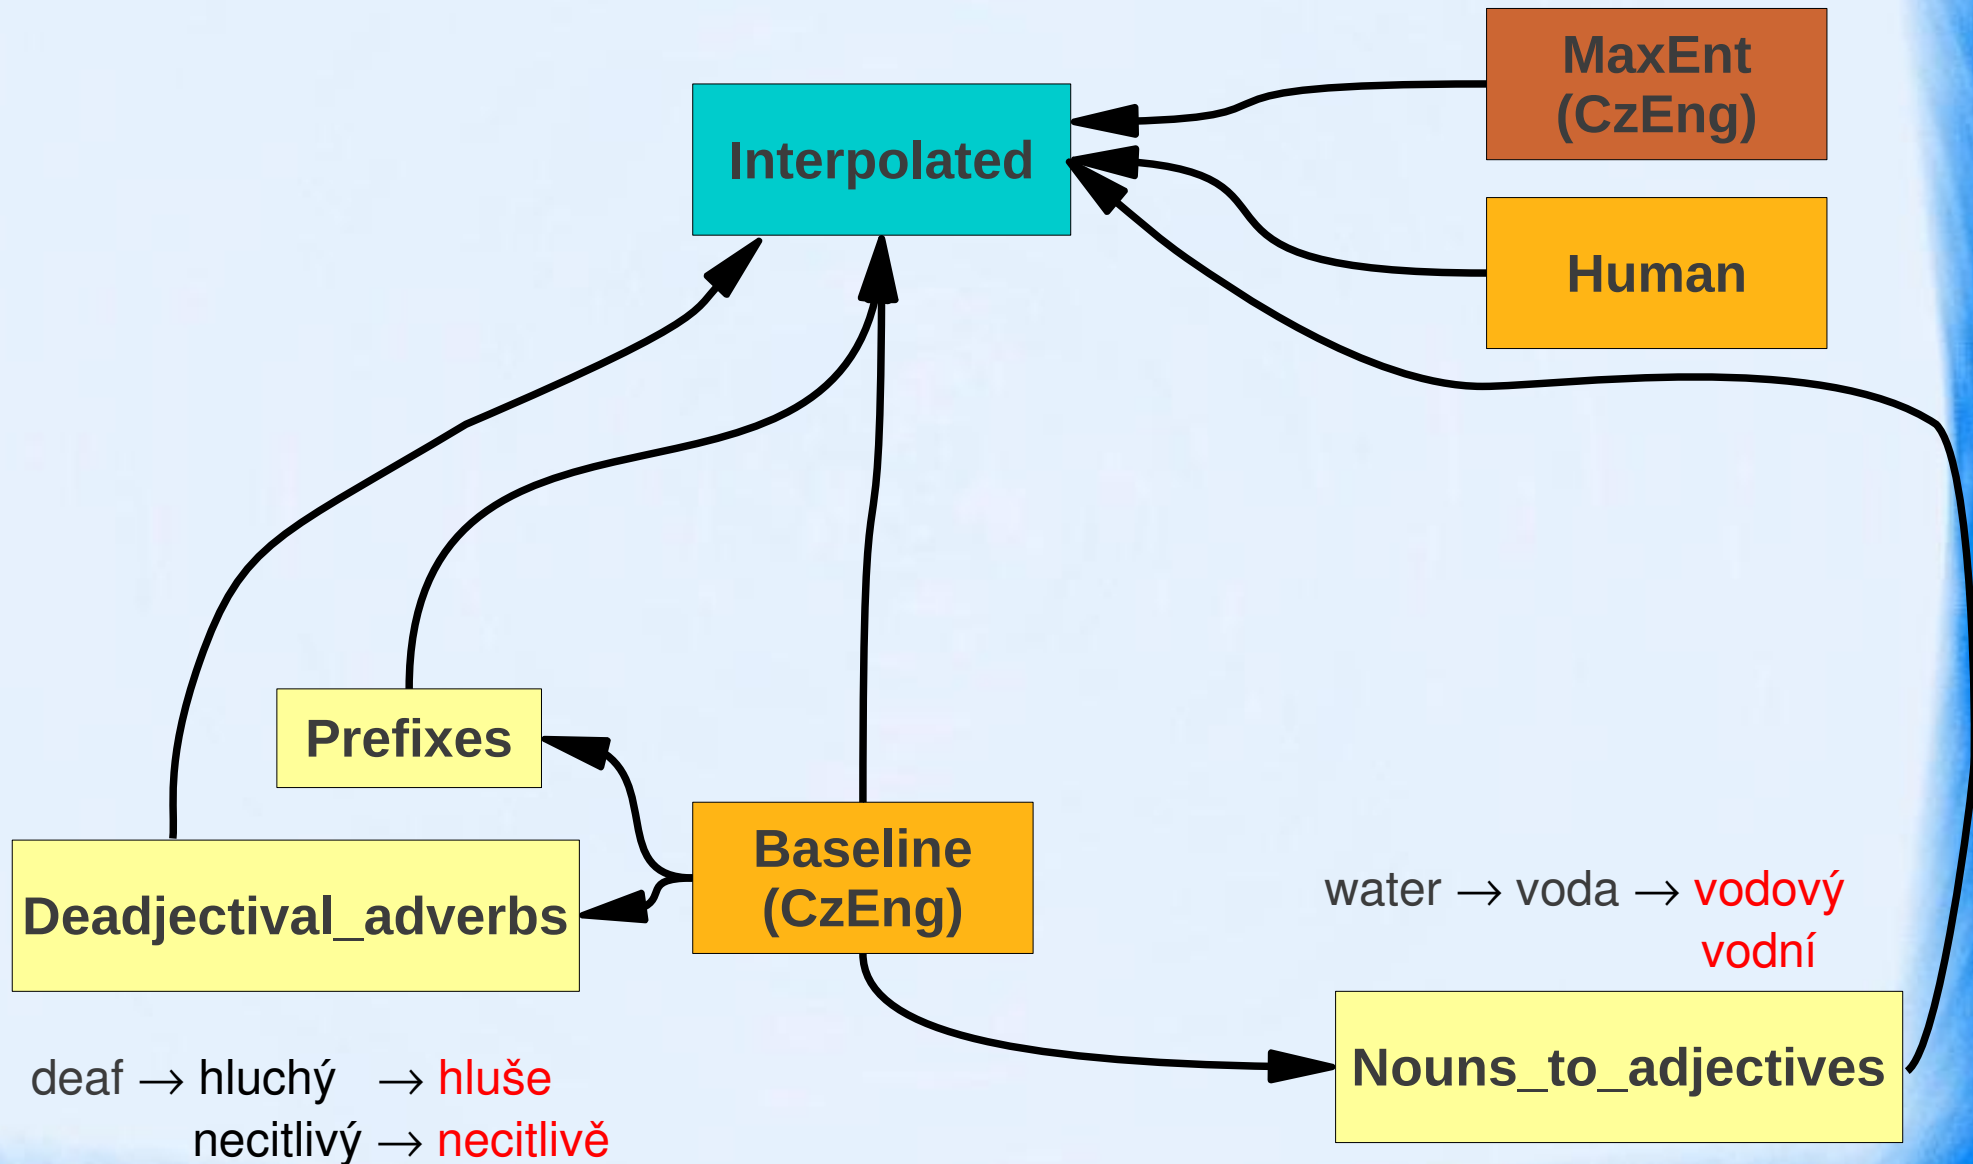 MaxEnt
(CzEng)
Interpolated
Human
Prefixes
Baseline
(CzEng)
Deadjectival_adverbs
water → voda → vodový
vodní
Nouns_to_adjectives
deaf → hluchý → hluše
necitlivý → necitlivě